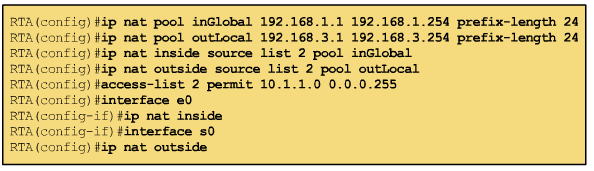 RTA(config)#ip nat pool inGlobal 192.168.1.1 192.168.1.254 prefix-length 24
RTA(config)#ip nat pool outLocal 192.168.3.1 192.168.3.254 prefix-length 24
RTA(config)#ip nat inside source list 2 pool inGlobal
RTA(config)#ip nat outside source list 2 pool outLocal
RTA(config)#access-list 2 permit 10.1.1.0 0.0.0.255
RTA(config)#interface e0
RTA(config-if)#ip nat inside
RTA(config-if)#interface s0
RTA(config)#ip nat outside